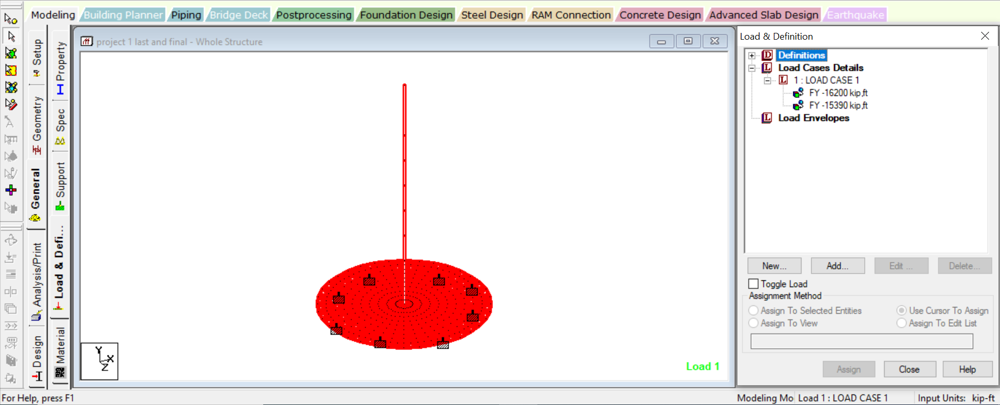 Modeling Building Planner Piping Bridge Deck Postprocessing Foundation Design Steel Design RAM Connection Concrete Design Advanced Slab Design Earthquake
Setup
Geometry
General
Analysis/Print
Design
Property
Spec
Support
Load & Defi...
Material
project 1 last and final - Whole Structure
Y
X
Z
Load 1
Load & Definition
D Definitions
L Load Cases Details
L 1 : LOAD CASE 1
FY -16200 kip,ft
FY -15390 kip,ft
L Load Envelopes
New... Add... Edit ... Delete...
Toggle Load
Assignment Method
Assign To Selected Entities Use Cursor To Assign
Assign To View Assign To Edit List
Assign Close Help
For Help, press F1 Modeling Mo Load 1 : LOAD CASE 1 Input Units: kip-ft